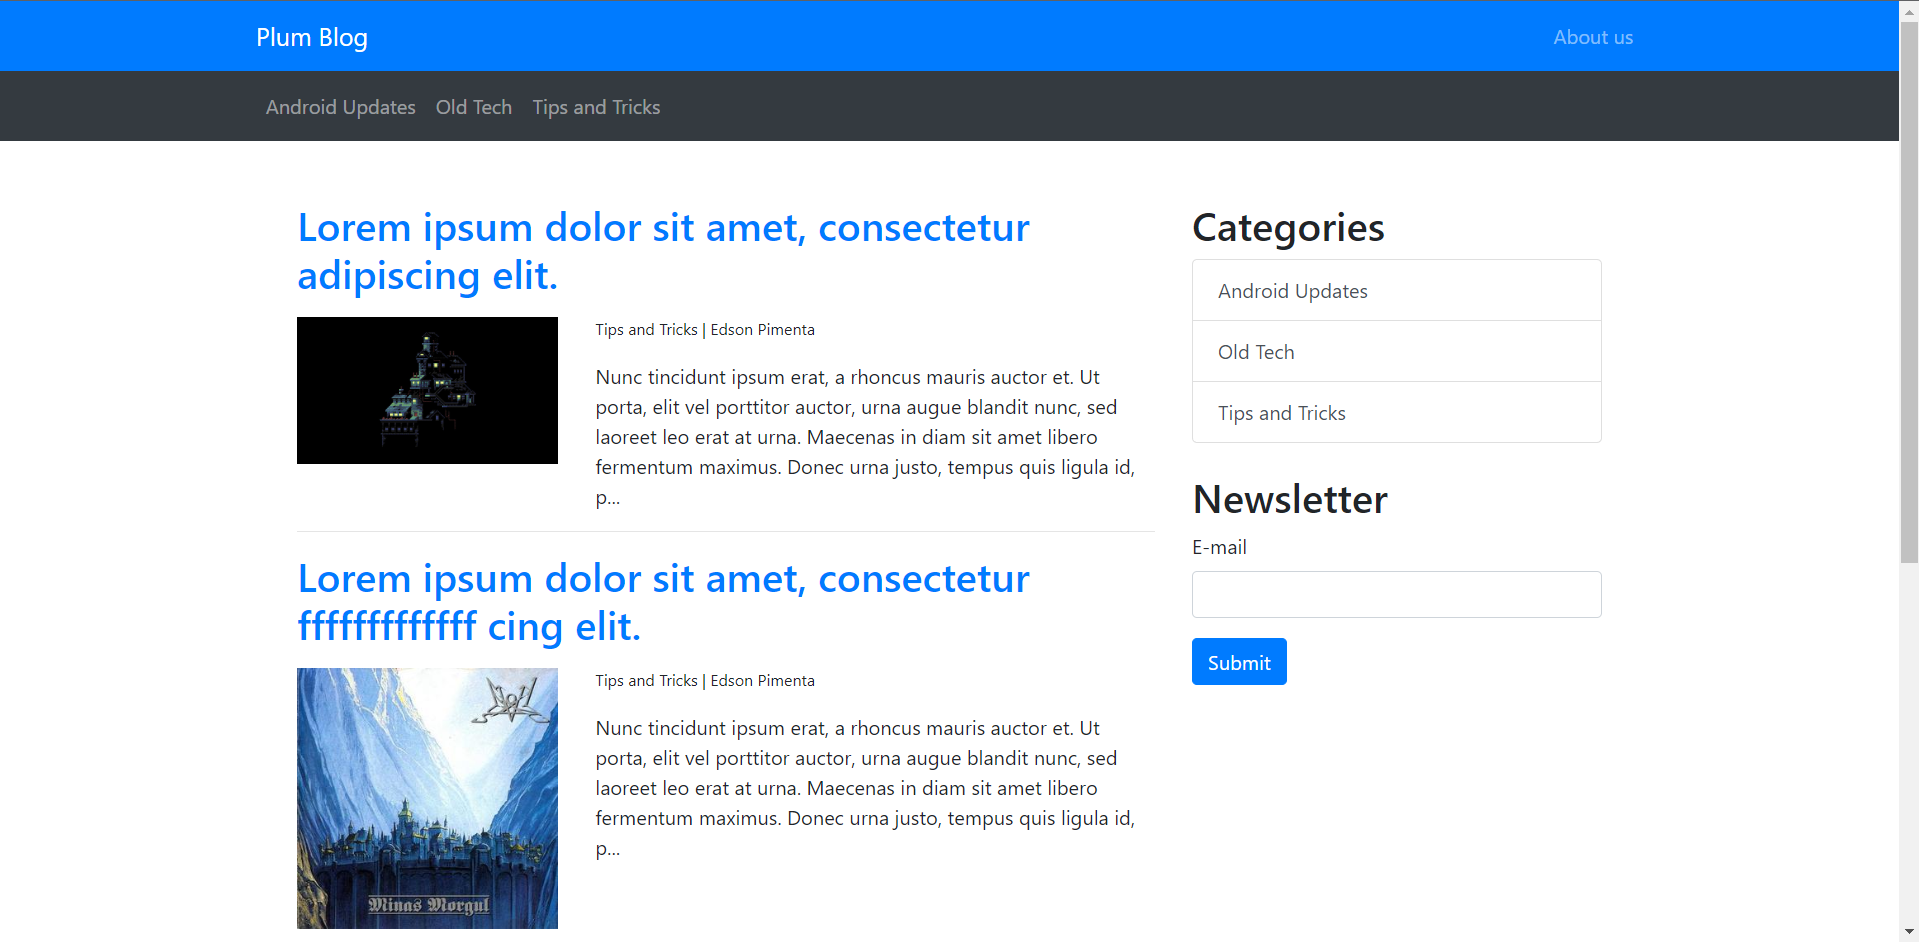 Plum Blog
About us
Android Updates Old Tech Tips and Tricks
Lorem ipsum dolor sit amet, consectetur
adipiscing elit.
Tips and Tricks | Edson Pimenta
Nunc tincidunt ipsum erat, a rhoncus mauris auctor et. Ut
porta, elit vel porttitor auctor, urna augue blandit nunc, sed
laoreet leo erat at urna. Maecenas in diam sit amet libero
fermentum maximus. Donec urna justo, tempus quis ligula id,
p...
Lorem ipsum dolor sit amet, consectetur
fffffffffffff cing elit.
Minas Morgul
Tips and Tricks | Edson Pimenta
Nunc tincidunt ipsum erat, a rhoncus mauris auctor et. Ut
porta, elit vel porttitor auctor, urna augue blandit nunc, sed
laoreet leo erat at urna. Maecenas in diam sit amet libero
fermentum maximus. Donec urna justo, tempus quis ligula id,
p...
Categories
Android Updates
Old Tech
Tips and Tricks
Newsletter
E-mail
Submit